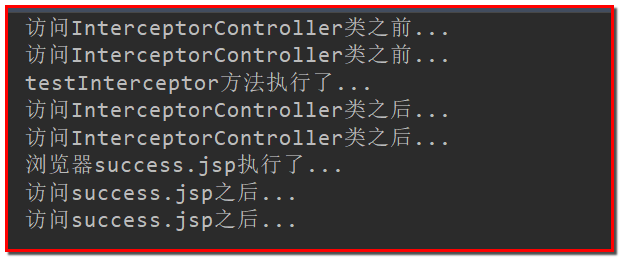 访问InterceptorController类之前...
访问InterceptorController类之前...
testInterceptor方法执行了...
访问InterceptorController类之后...
访问InterceptorController类之后...
浏览器success.jsp执行了...
访问success.jsp之后...
访问success.jsp之后...